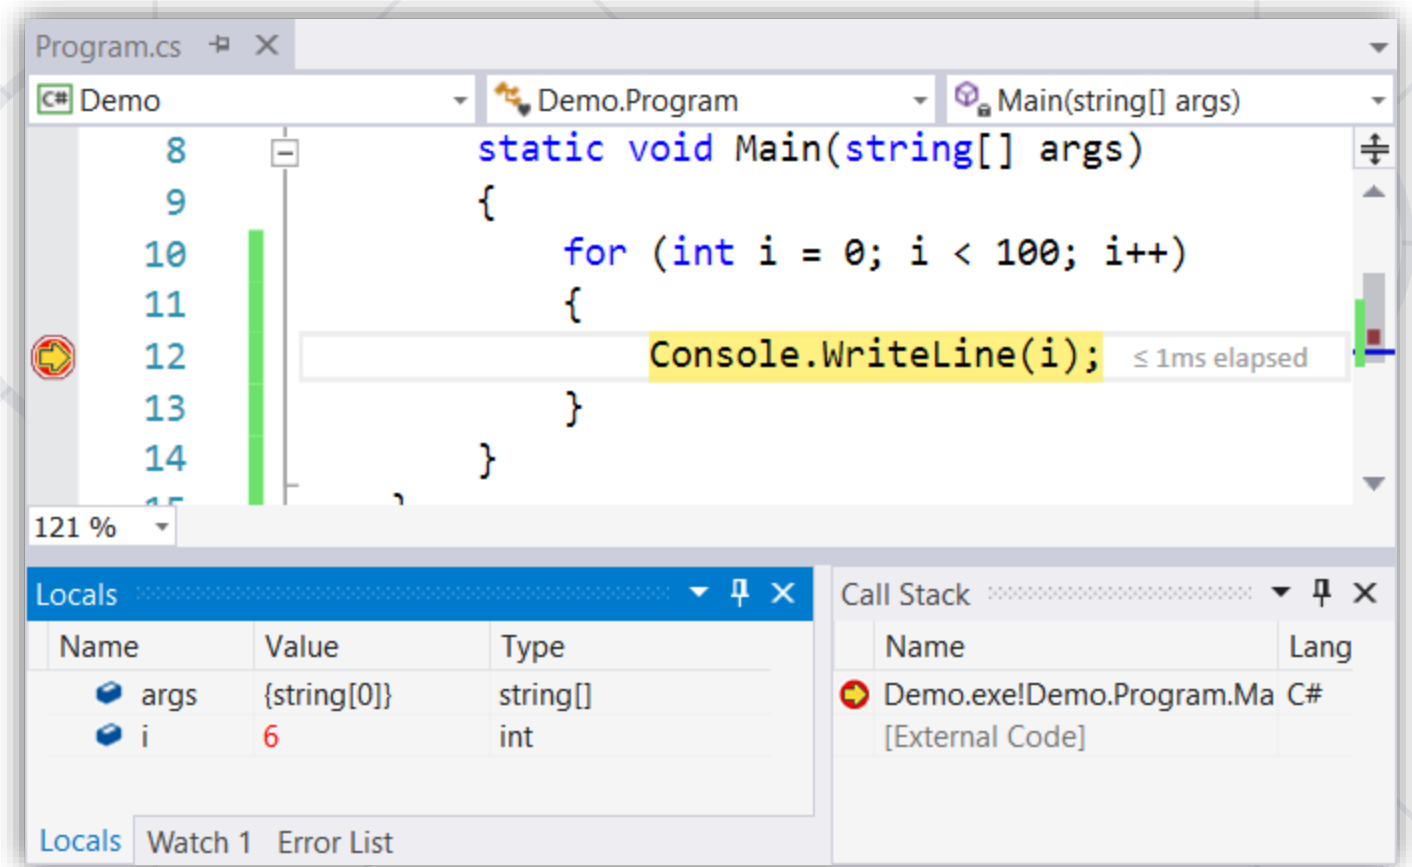 Program.cs
C# Demo Demo.Program Main(string[] args)
8 static void Main(string[] args)
9 {
10 for (int i = 0; i < 100; i++)
11 {
12 Console.WriteLine(i); ≤ 1ms elapsed
13 }
14 }
121 %
Locals
Name Value Type
args {string[0]} string[]
i 6 int
Locals Watch 1 Error List
Call Stack
Name Lang
Demo.exe!Demo.Program.Ma C#
[External Code]